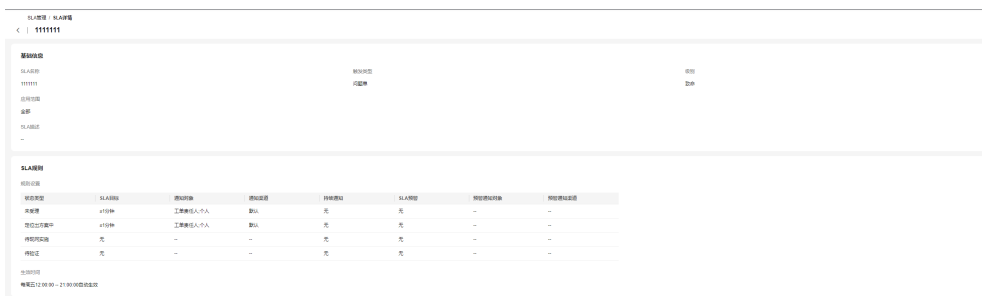 SLA管理 / SLA详情
< | 1111111
基础信息
SLA名称 触发类型 级别
1111111 问题单 致命
应用范围
全部
SLA描述
--
SLA规则
规则设置
状态类型 SLA目标 通知对象 通知渠道 持续通知 SLA预警 预警通知对象 预警通知渠道
未受理 ≤1分钟 工单责任人:个人 默认 无 无 -- --
定位出方案中 ≤1分钟 工单责任人:个人 默认 无 无 -- --
待现网实施 无 -- -- 无 无 -- --
待验证 无 -- -- 无 无 -- --
生效时间
每周五12:00:00 -- 21:00:00自动生效